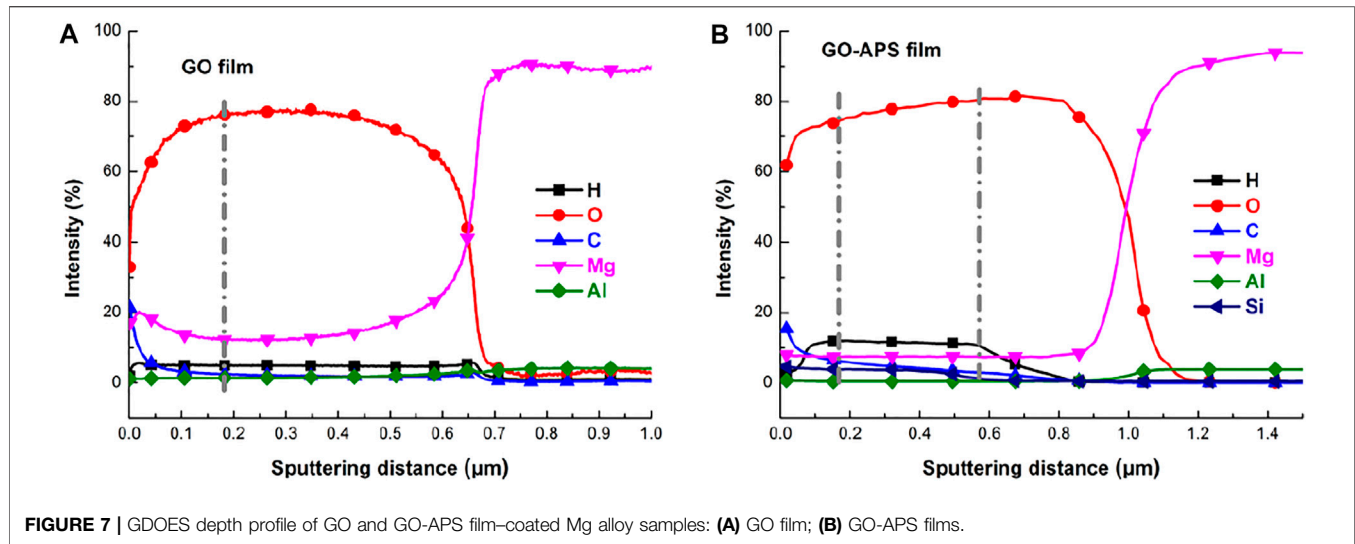 A
GO film
Intensity (%)
100
80
60
40
20
0
H
O
C
Mg
Al
0.0 0.1 0.2 0.3 0.4 0.5 0.6 0.7 0.8 0.9 1.0
Sputtering distance (µm)
B
GO-APS film
Intensity (%)
100
80
60
40
20
0
H
O
C
Mg
Al
Si
0.0 0.2 0.4 0.6 0.8 1.0 1.2 1.4
Sputtering distance (µm)
FIGURE 7 | GDOES depth profile of GO and GO-APS film–coated Mg alloy samples: (A) GO film; (B) GO-APS films.